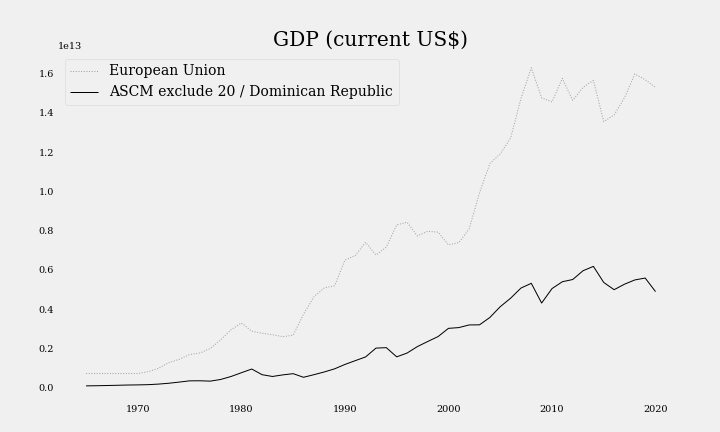 GDP (current US$)
1e13
European Union
ASCM exclude 20 / Dominican Republic
1.6
1.4
1.2
1.0
0.8
0.6
0.4
0.2
0.0
1970 1980 1990 2000 2010 2020